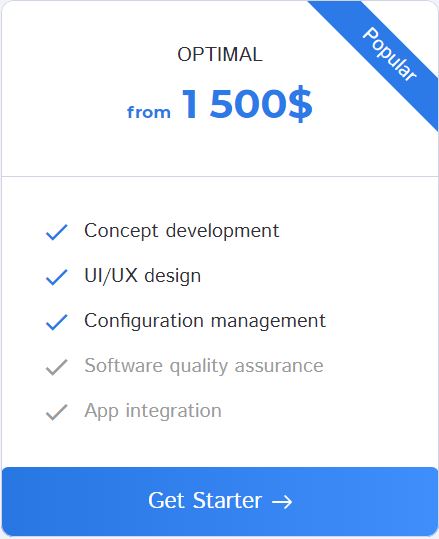 Popular
OPTIMAL
from 1 500$
Concept development
UI/UX design
Configuration management
Software quality assurance
App integration
Get Starter →